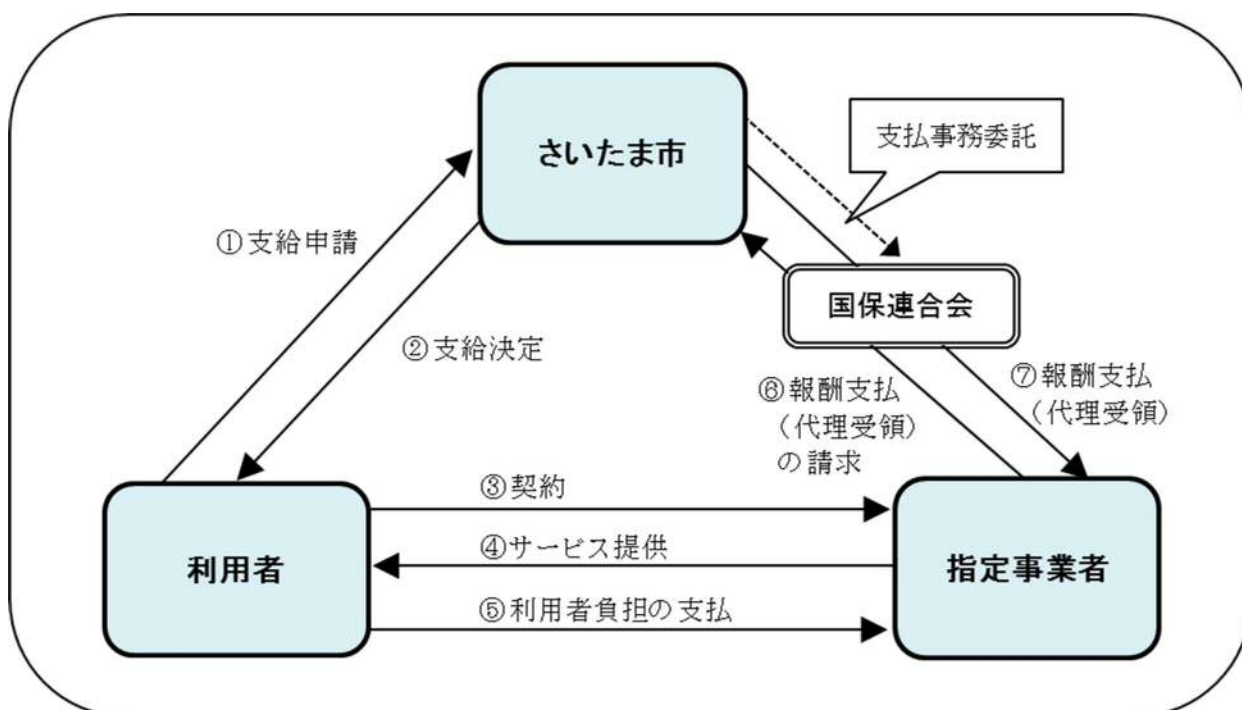 さいたま市
支払事務委託
①支給申請
国保連合会
②支給決定
⑥報酬支払
(代理受領)
の請求
⑦報酬支払
(代理受領)
③契約
④サービス提供
⑤利用者負担の支払
利用者
指定事業者